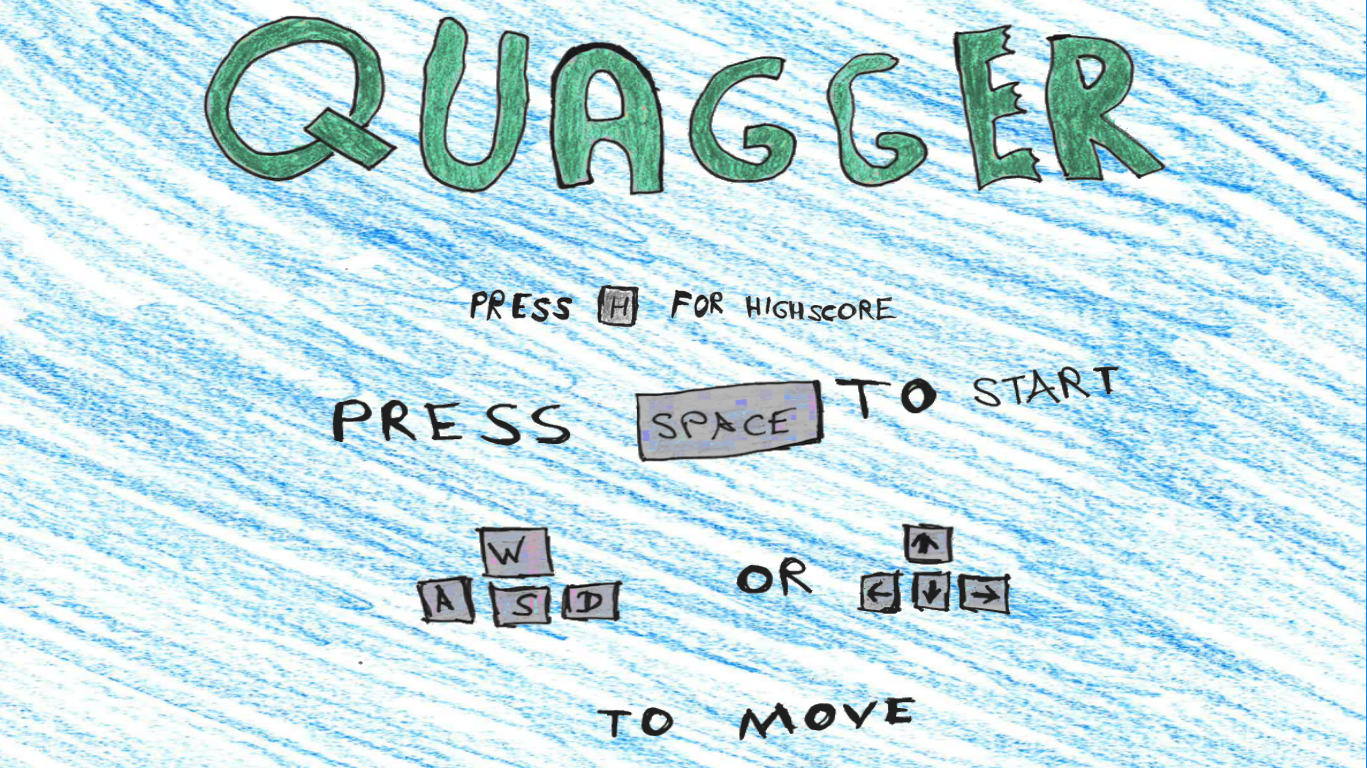 QUAGGER
PRESS H FOR HIGHSCORE
PRESS SPACE TO START
W
A S D OR ↑
← ↓ →
TO MOVE